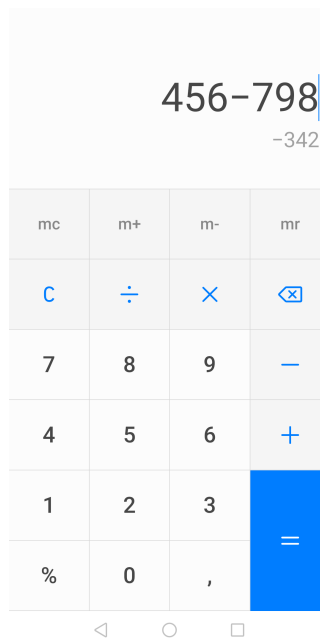 456−798
−342
mc m+ m- mr
C ÷ ×
7 8 9 −
4 5 6 +
1 2 3
% 0 , =